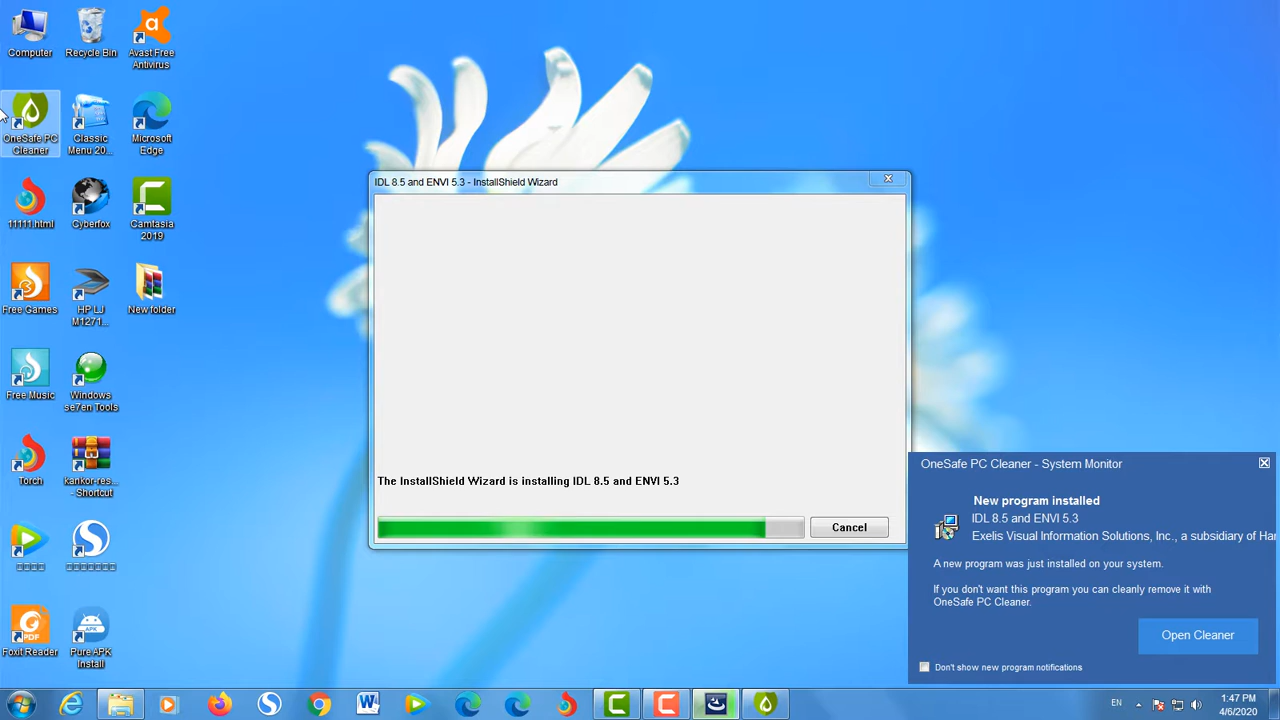 Computer
Recycle Bin
Avast Free
Antivirus
OneSafe PC
Cleaner
Classic
Menu 20...
Microsoft
Edge
11111.html
Cyberfox
Camtasia
2019
Free Games
HP LJ
M1271...
New folder
Free Music
Windows
se7en Tools
Torch
kankor-res...
- Shortcut
Foxit Reader
PDF
Pure APK
Install
APK
IDL 8.5 and ENVI 5.3 - InstallShield Wizard
The InstallShield Wizard is installing IDL 8.5 and ENVI 5.3
Cancel
OneSafe PC Cleaner - System Monitor
New program installed
IDL 8.5 and ENVI 5.3
Exelis Visual Information Solutions, Inc., a subsidiary of Har
A new program was just installed on your system.
If you don't want this program you can cleanly remove it with
OneSafe PC Cleaner.
Open Cleaner
Don't show new program notifications
EN
1:47 PM
4/6/2020